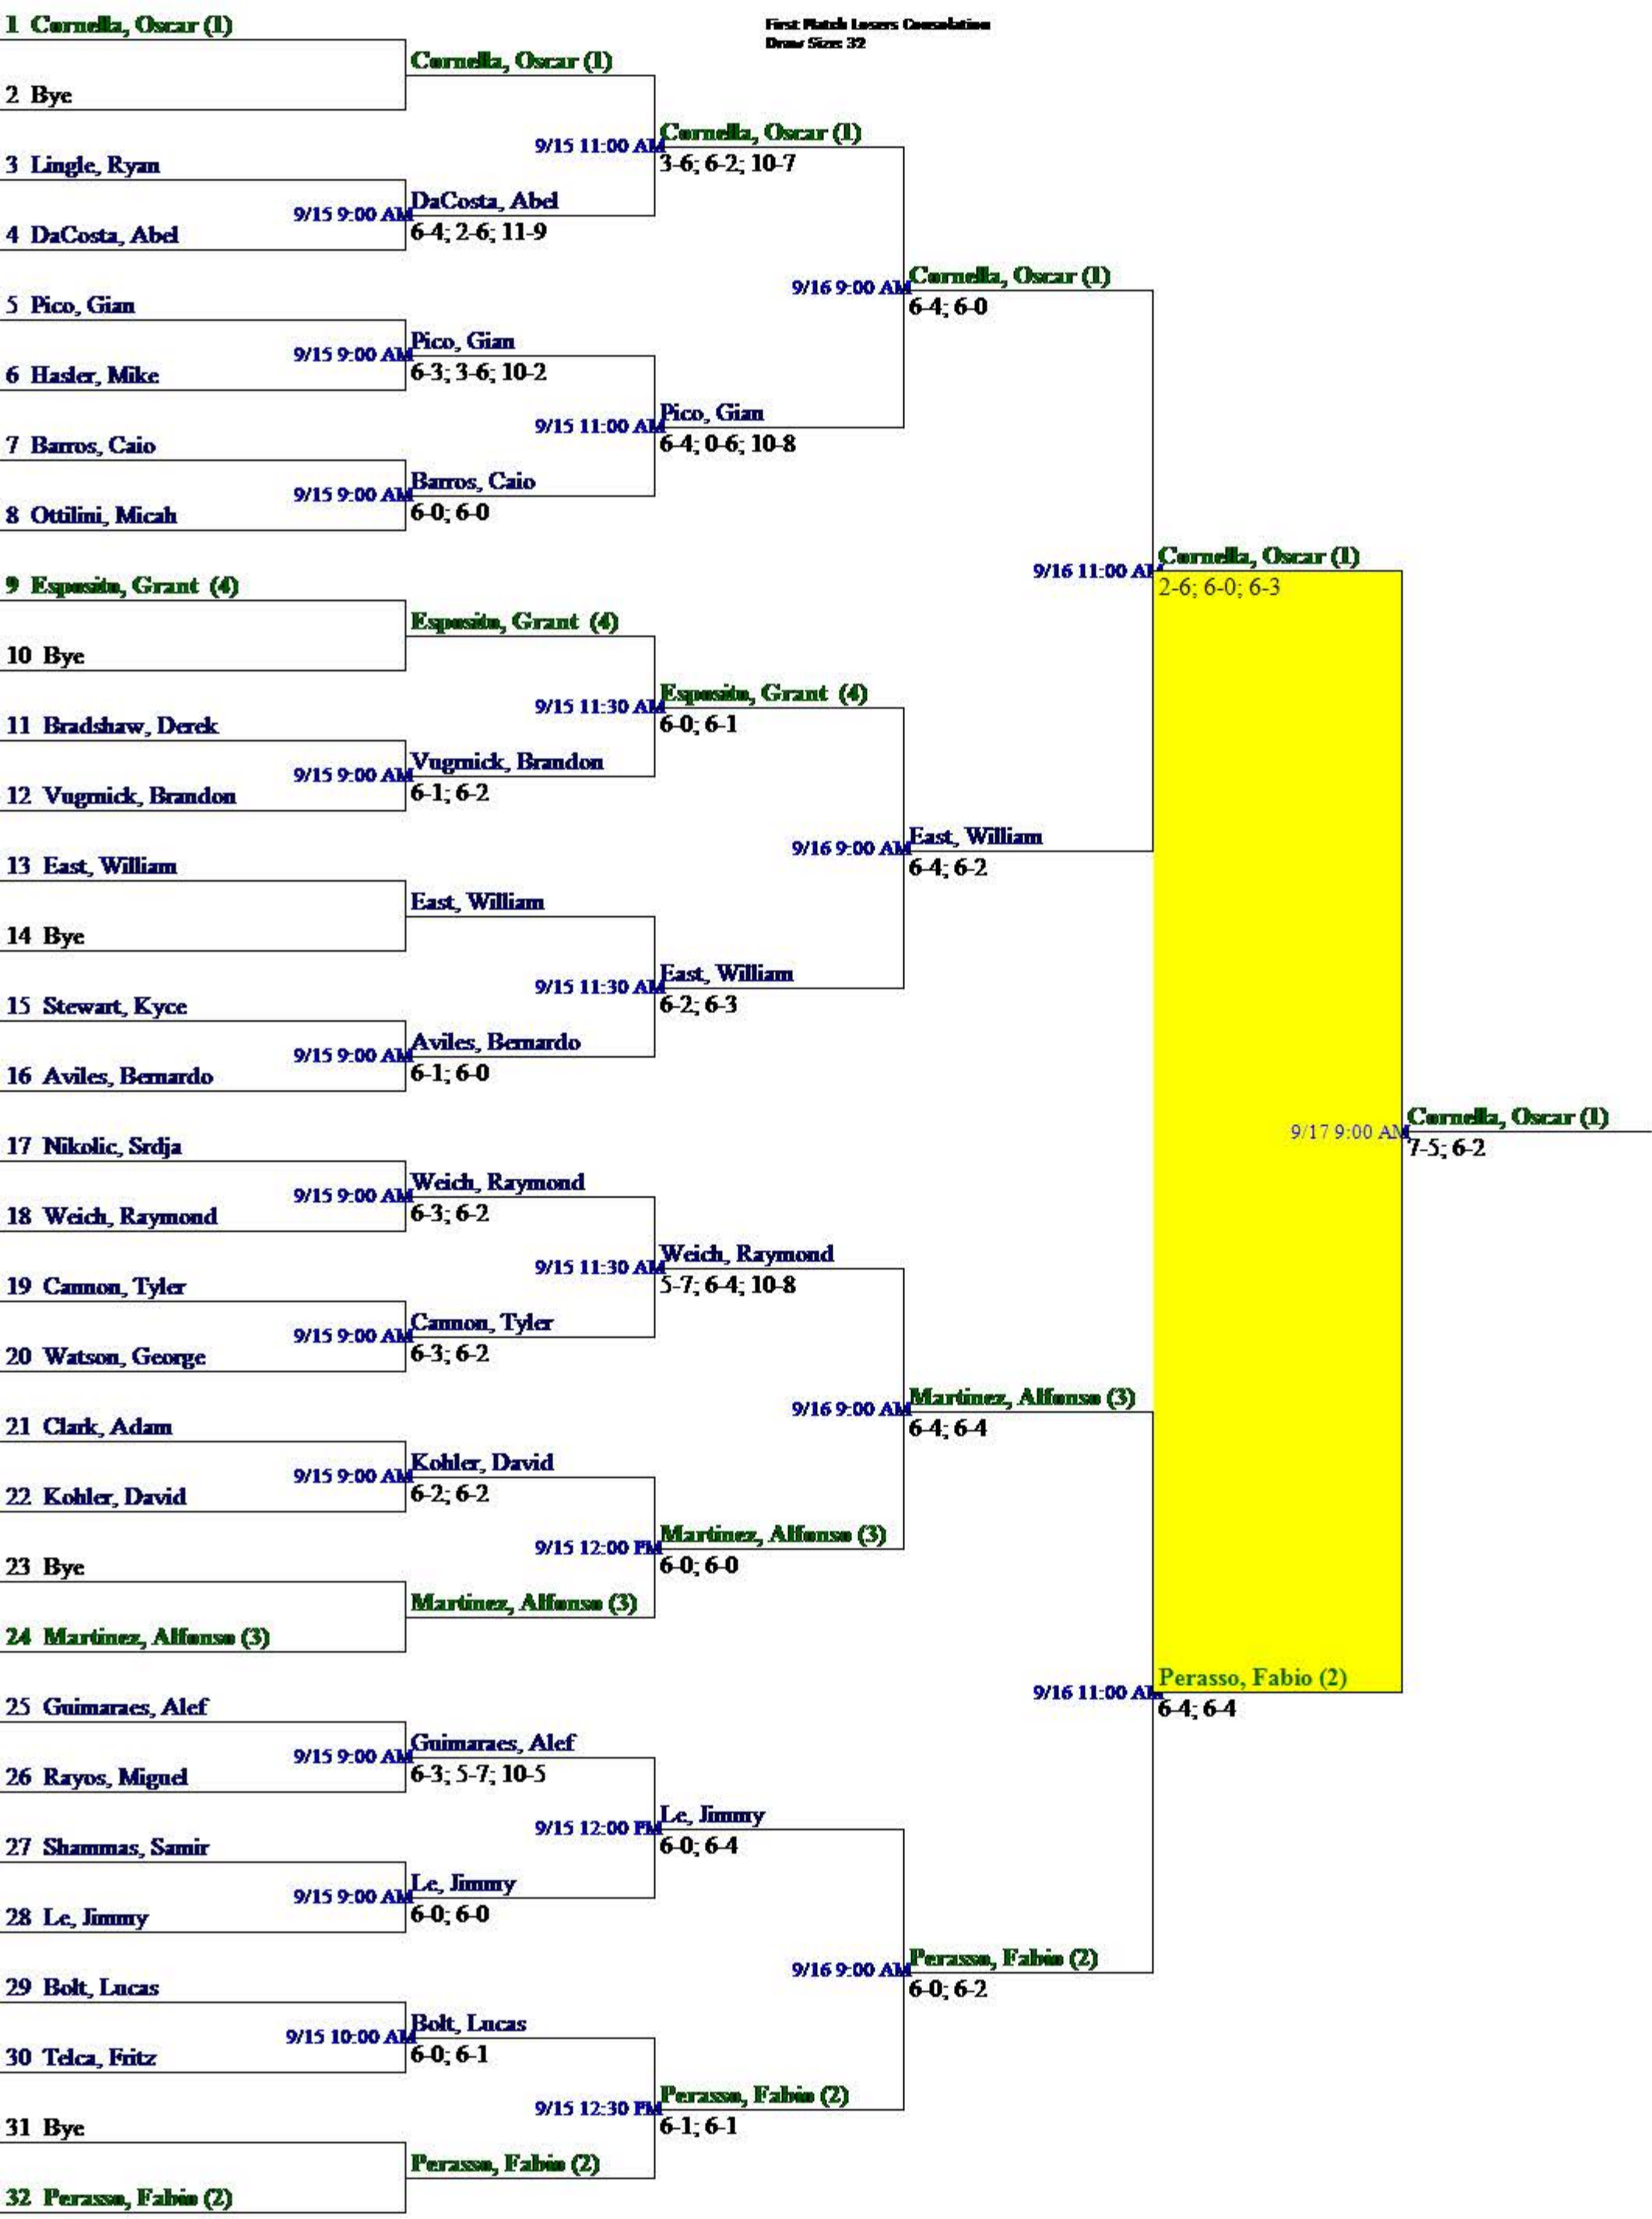 First Match Losers Consolation
Draw Size: 32
1 Cornella, Oscar (1)
Cornella, Oscar (1)
2 Bye
9/15 11:00 AM
Cornella, Oscar (1)
3-6; 6-2; 10-7
3 Lingle, Ryan
9/15 9:00 AM
DaCosta, Abel
6-4; 2-6; 11-9
4 DaCosta, Abel
9/16 9:00 AM
Cornella, Oscar (1)
6-4; 6-0
5 Pico, Gian
9/15 9:00 AM
Pico, Gian
6-3; 3-6; 10-2
6 Hasler, Mike
9/15 11:00 AM
Pico, Gian
6-4; 0-6; 10-8
7 Barros, Caio
9/15 9:00 AM
Barros, Caio
6-0; 6-0
8 Ottilini, Micah
9/16 11:00 AM
Cornella, Oscar (1)
2-6; 6-0; 6-3
9 Esposito, Grant (4)
Esposito, Grant (4)
10 Bye
9/15 11:30 AM
Esposito, Grant (4)
6-0; 6-1
11 Bradshaw, Derek
9/15 9:00 AM
Vugrnick, Brandon
6-1; 6-2
12 Vugrnick, Brandon
9/16 9:00 AM
East, William
6-4; 6-2
13 East, William
East, William
14 Bye
9/15 11:30 AM
East, William
6-2; 6-3
15 Stewart, Kyce
9/15 9:00 AM
Aviles, Bernardo
6-1; 6-0
16 Aviles, Bernardo
9/17 9:00 AM
Cornella, Oscar (1)
7-5; 6-2
17 Nikolic, Srdja
9/15 9:00 AM
Weich, Raymond
6-3; 6-2
18 Weich, Raymond
9/15 11:30 AM
Weich, Raymond
5-7; 6-4; 10-8
19 Cannon, Tyler
9/15 9:00 AM
Cannon, Tyler
6-3; 6-2
20 Watson, George
9/16 9:00 AM
Martinez, Alfonso (3)
6-4; 6-4
21 Clark, Adam
9/15 9:00 AM
Kohler, David
6-2; 6-2
22 Kohler, David
9/15 12:00 PM
Martinez, Alfonso (3)
6-0; 6-0
23 Bye
Martinez, Alfonso (3)
24 Martinez, Alfonso (3)
9/16 11:00 AM
Perasso, Fabio (2)
6-4; 6-4
25 Guimaraes, Alef
9/15 9:00 AM
Guimaraes, Alef
6-3; 5-7; 10-5
26 Rayos, Miguel
9/15 12:00 PM
Le, Jimmy
6-0; 6-4
27 Shammas, Samir
9/15 9:00 AM
Le, Jimmy
6-0; 6-0
28 Le, Jimmy
9/16 9:00 AM
Perasso, Fabio (2)
6-0; 6-2
29 Bolt, Lucas
9/15 10:00 AM
Bolt, Lucas
6-0; 6-1
30 Telca, Fritz
9/15 12:30 PM
Perasso, Fabio (2)
6-1; 6-1
31 Bye
Perasso, Fabio (2)
32 Perasso, Fabio (2)